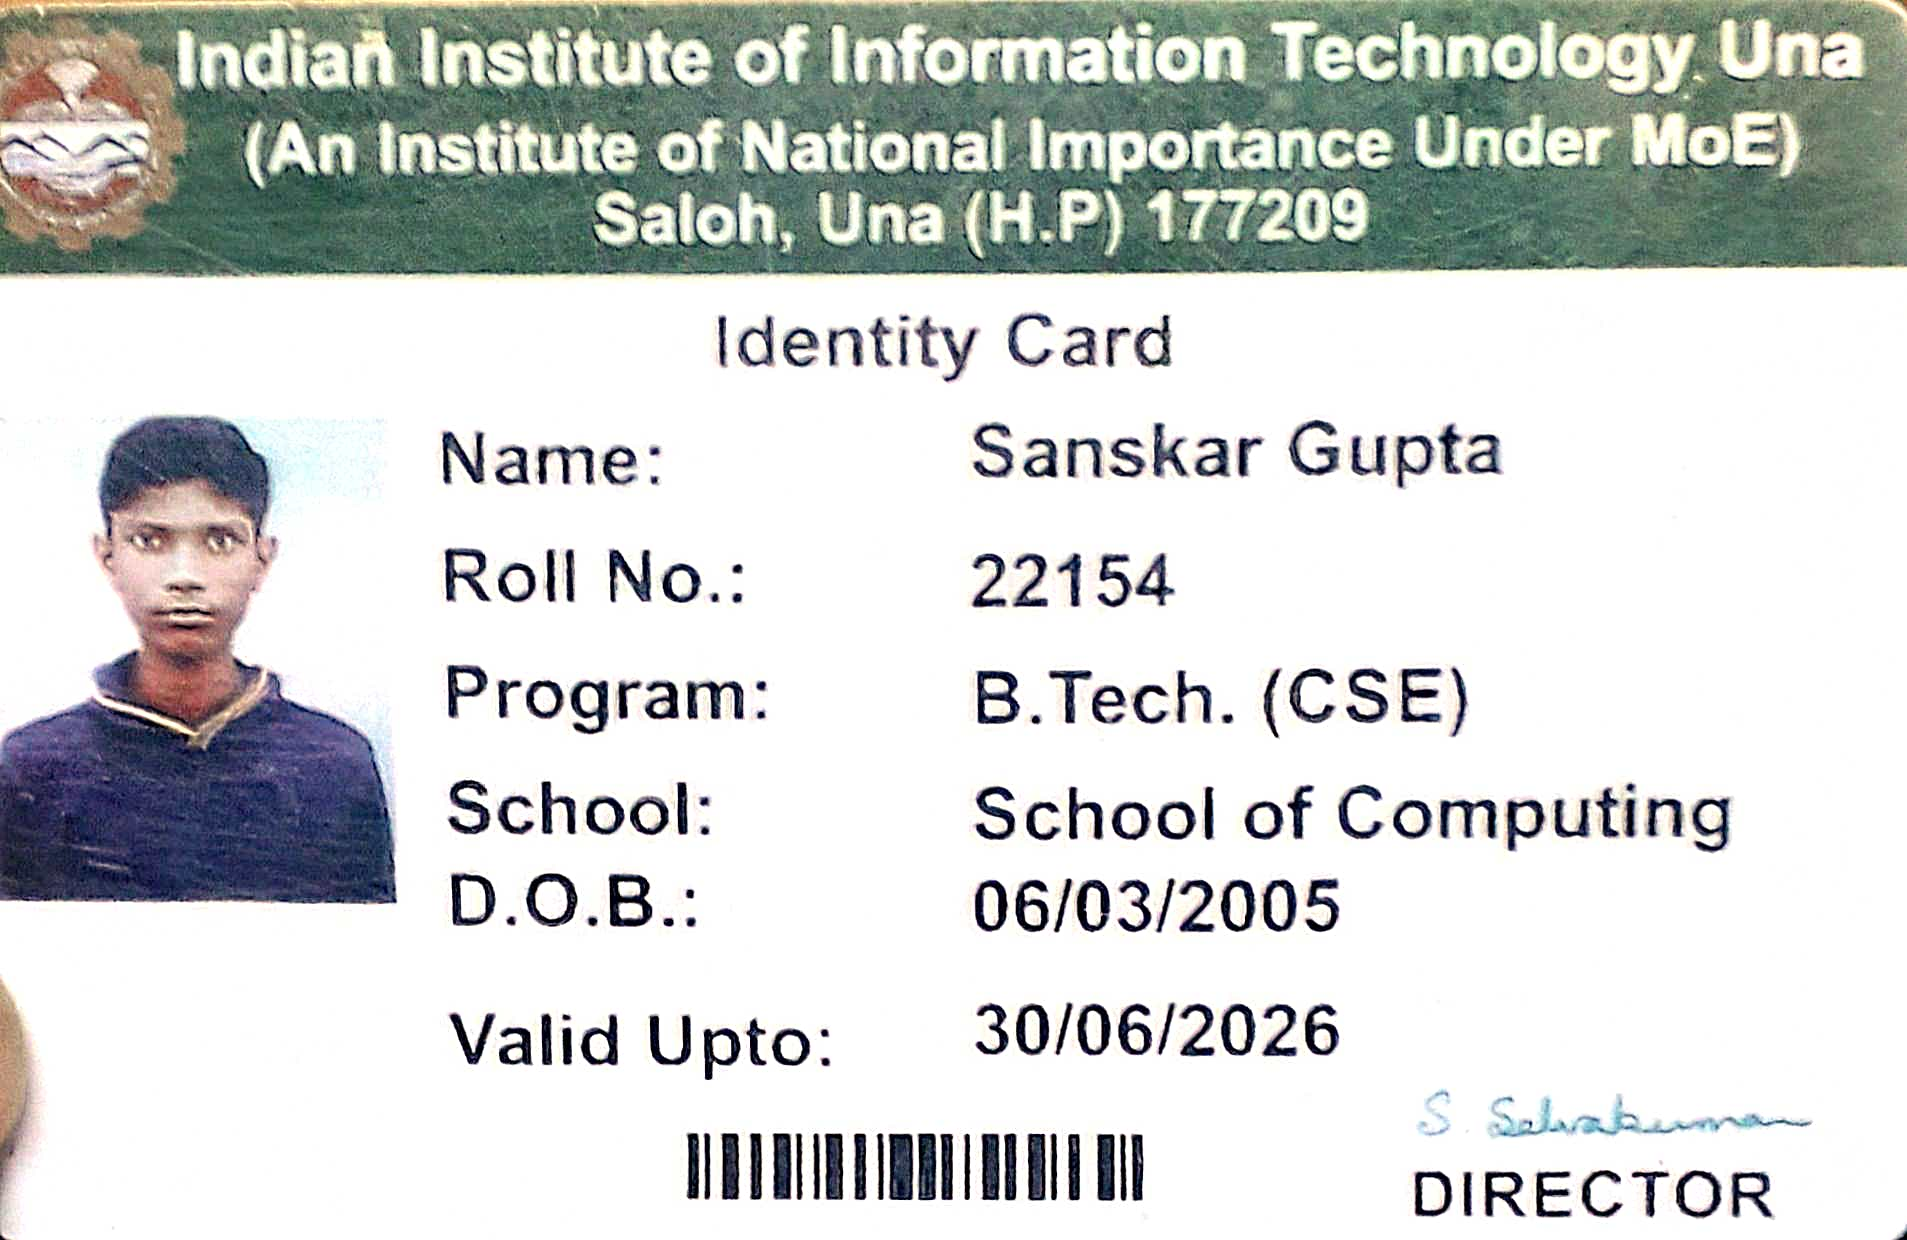 Indian Institute of Information Technology Una
(An Institute of National Importance Under MoE)
Saloh, Una (H.P) 177209
Identity Card
Name: Sanskar Gupta
Roll No.: 22154
Program: B.Tech. (CSE)
School: School of Computing
D.O.B.: 06/03/2005
Valid Upto: 30/06/2026
S. Selvakumar
DIRECTOR